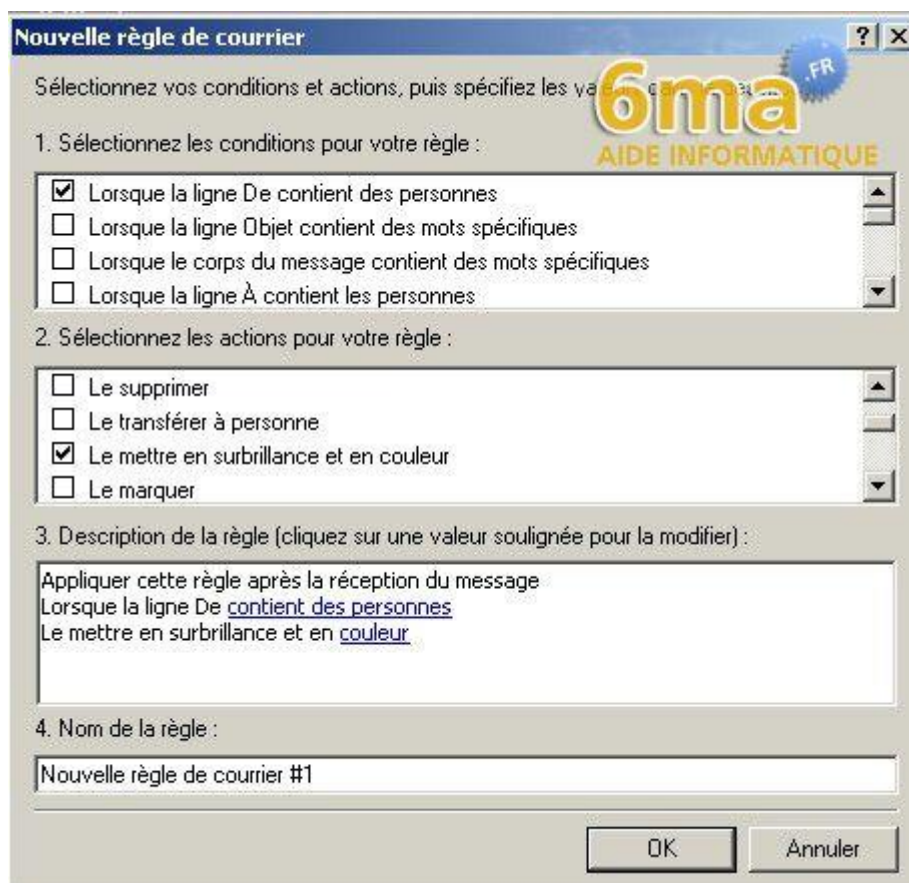 Nouvelle règle de courrier
Sélectionnez vos conditions et actions, puis spécifiez les
6ma
.FR
AIDE INFORMATIQUE
1. Sélectionnez les conditions pour votre règle :
Lorsque la ligne De contient des personnes
Lorsque la ligne Objet contient des mots spécifiques
Lorsque le corps du message contient des mots spécifiques
Lorsque la ligne À contient les personnes
2. Sélectionnez les actions pour votre règle :
Le supprimer
Le transférer à personne
Le mettre en surbrillance et en couleur
Le marquer
3. Description de la règle (cliquez sur une valeur soulignée pour la modifier) :
Appliquer cette règle après la réception du message
Lorsque la ligne De contient des personnes
Le mettre en surbrillance et en couleur
4. Nom de la règle :
Nouvelle règle de courrier #1
OK
Annuler